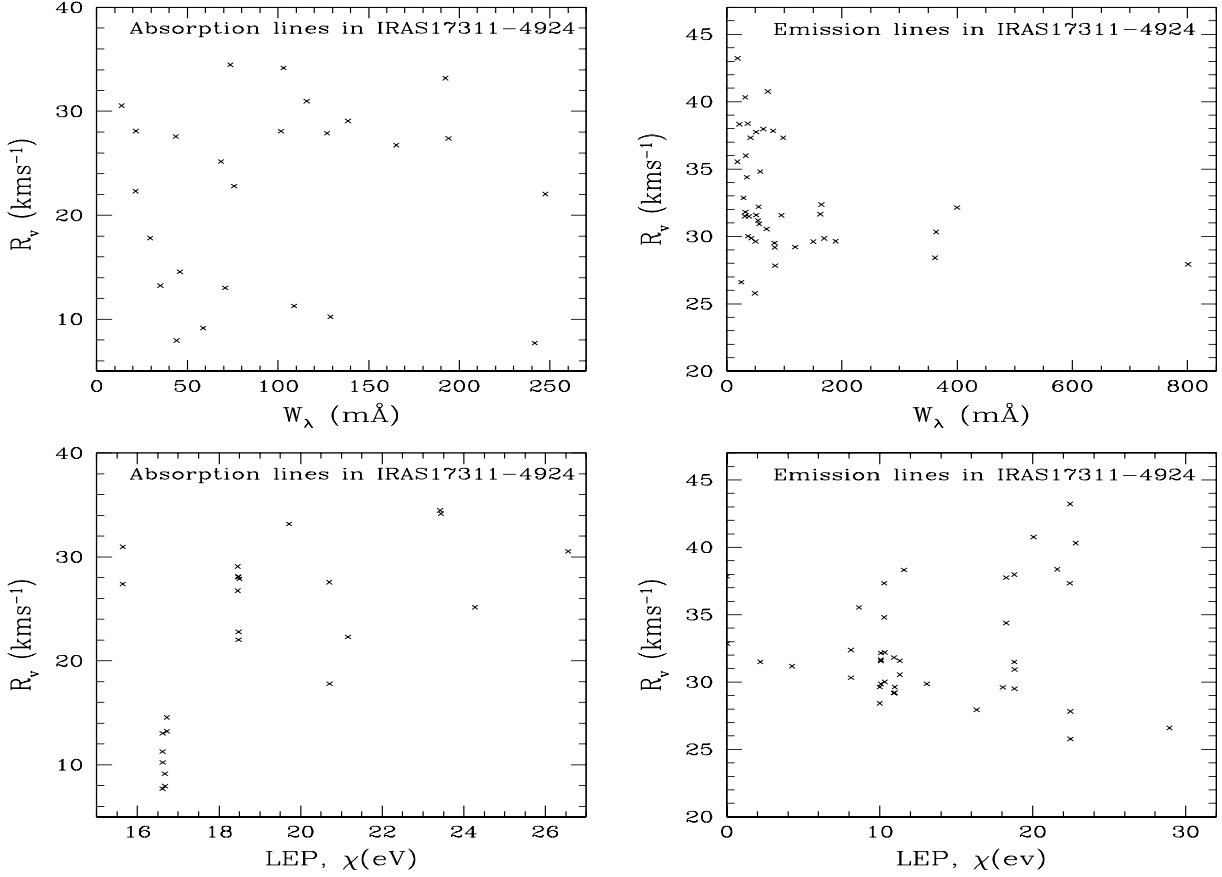 Absorption lines in IRAS17311−4924
40
30
20
10
R_v (kms⁻¹)
0 50 100 150 200 250
W_λ (mÅ)
Emission lines in IRAS17311−4924
45
40
35
30
25
20
R_v (kms⁻¹)
0 200 400 600 800
W_λ (mÅ)
Absorption lines in IRAS17311−4924
40
30
20
10
R_v (kms⁻¹)
16 18 20 22 24 26
LEP, χ(eV)
Emission lines in IRAS17311−4924
45
40
35
30
25
20
R_v (kms⁻¹)
0 10 20 30
LEP, χ(ev)